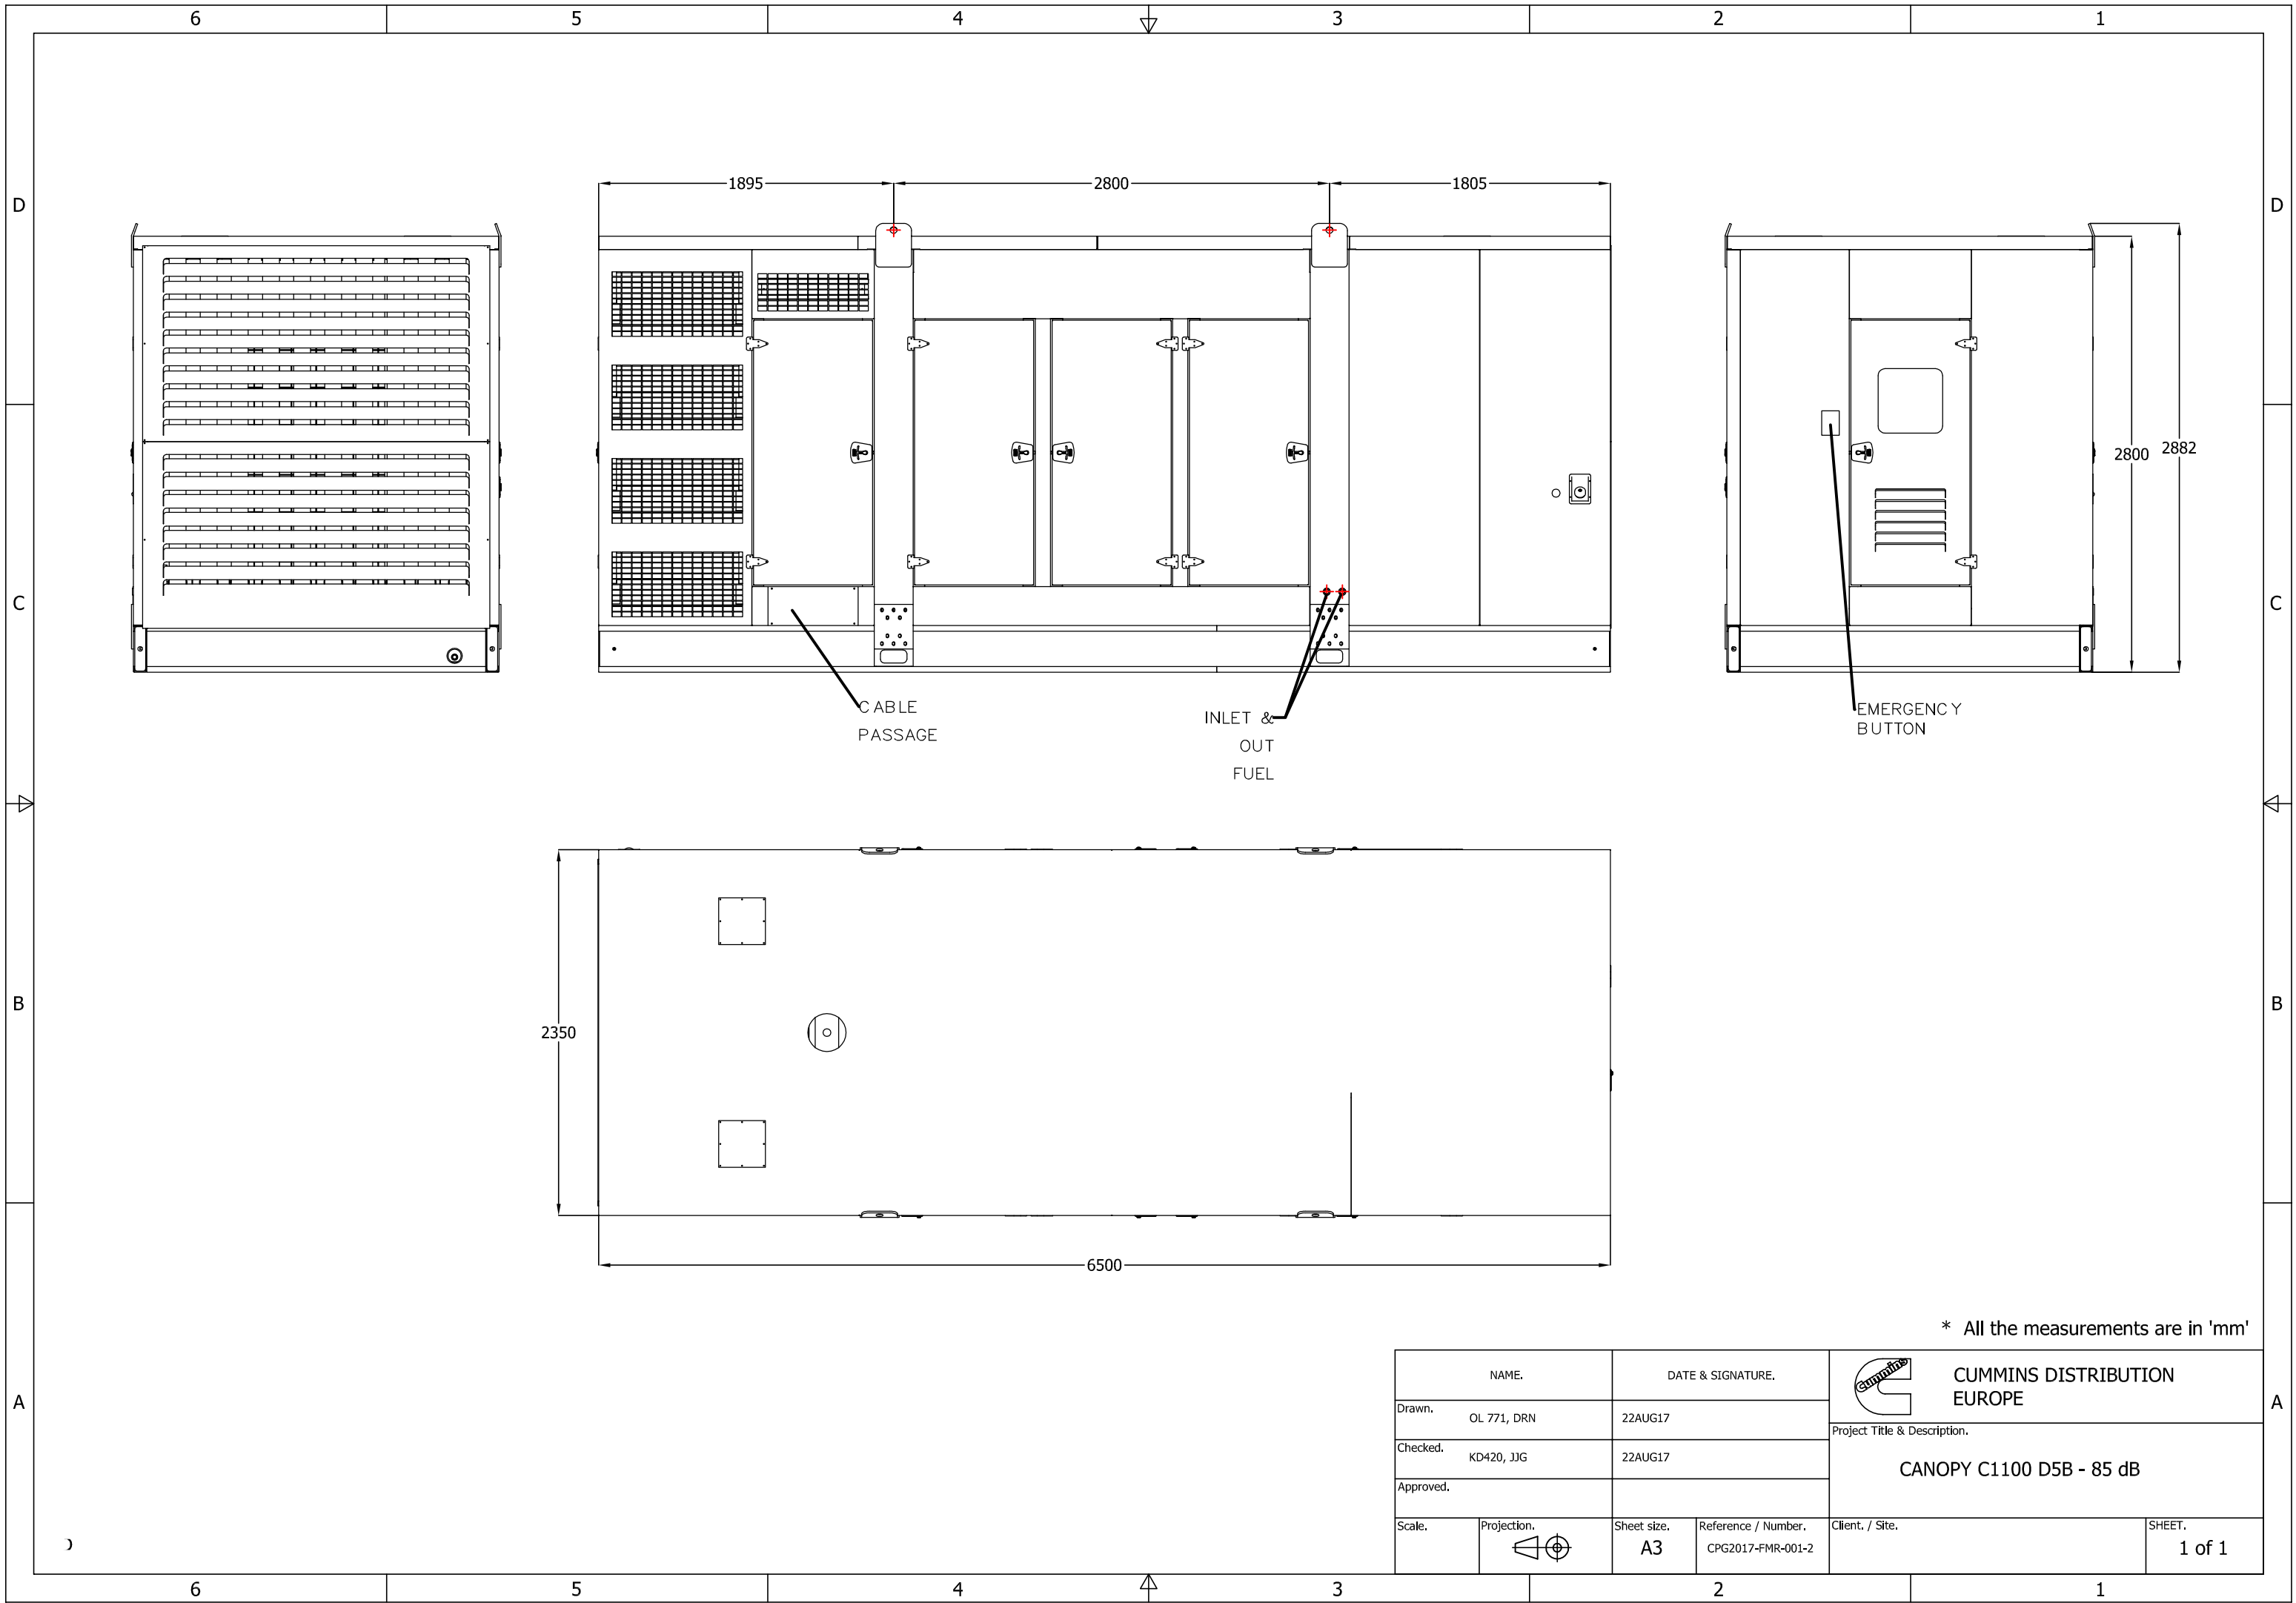 6 5 4 3 2 1
D D
1895 2800 1805
2800 2882
C C
CABLE
PASSAGE
INLET &
OUT
FUEL
EMERGENCY
BUTTON
B B
2350
6500
* All the measurements are in 'mm'
A A
NAME. DATE & SIGNATURE.
Cummins
CUMMINS DISTRIBUTION
EUROPE
Drawn. OL 771, DRN 22AUG17
Project Title & Description.
Checked. KD420, JJG 22AUG17
CANOPY C1100 D5B - 85 dB
Approved.
Scale. Projection. Sheet size. Reference / Number. Client. / Site. SHEET.
A3 CPG2017-FMR-001-2 1 of 1
6 5 4 3 2 1